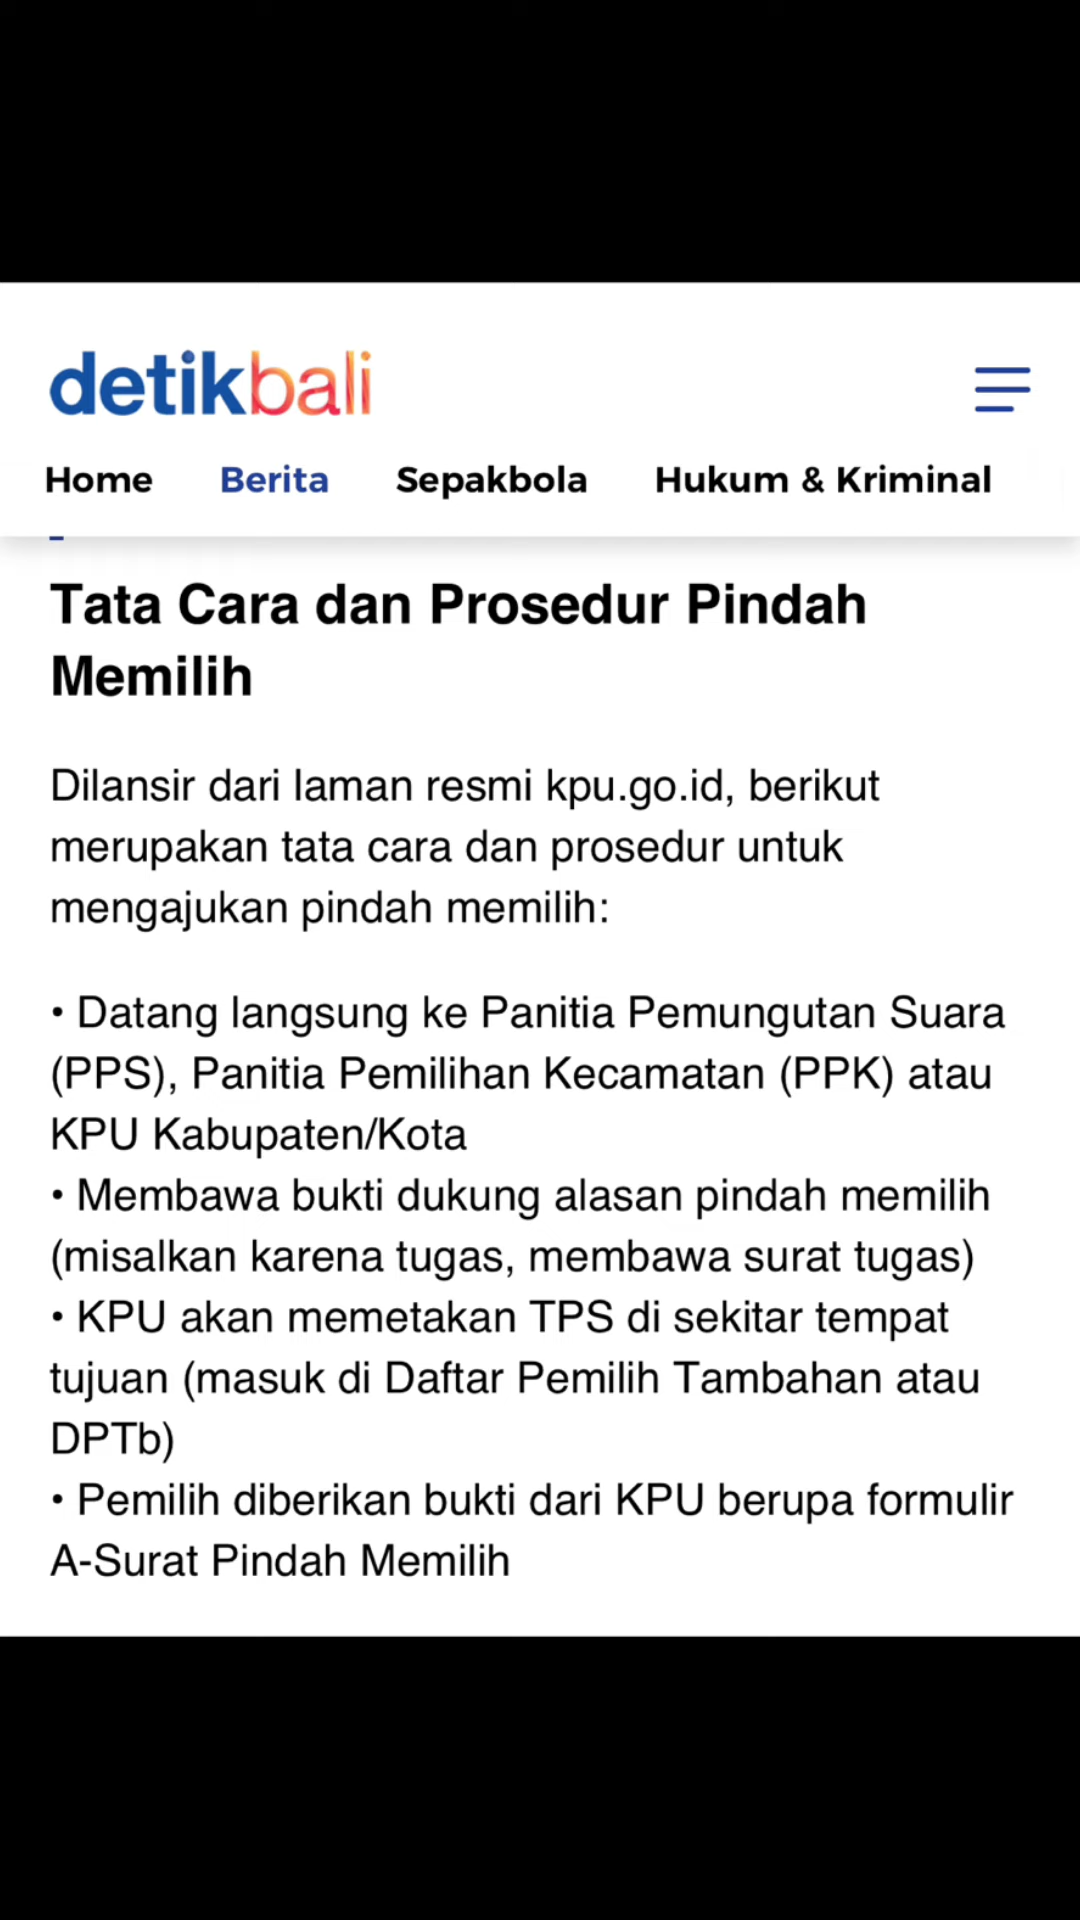 detikbali
Home Berita Sepakbola Hukum & Kriminal
Tata Cara dan Prosedur Pindah
Memilih
Dilansir dari laman resmi kpu.go.id, berikut
merupakan tata cara dan prosedur untuk
mengajukan pindah memilih:
• Datang langsung ke Panitia Pemungutan Suara
(PPS), Panitia Pemilihan Kecamatan (PPK) atau
KPU Kabupaten/Kota
• Membawa bukti dukung alasan pindah memilih
(misalkan karena tugas, membawa surat tugas)
• KPU akan memetakan TPS di sekitar tempat
tujuan (masuk di Daftar Pemilih Tambahan atau
DPTb)
• Pemilih diberikan bukti dari KPU berupa formulir
A-Surat Pindah Memilih